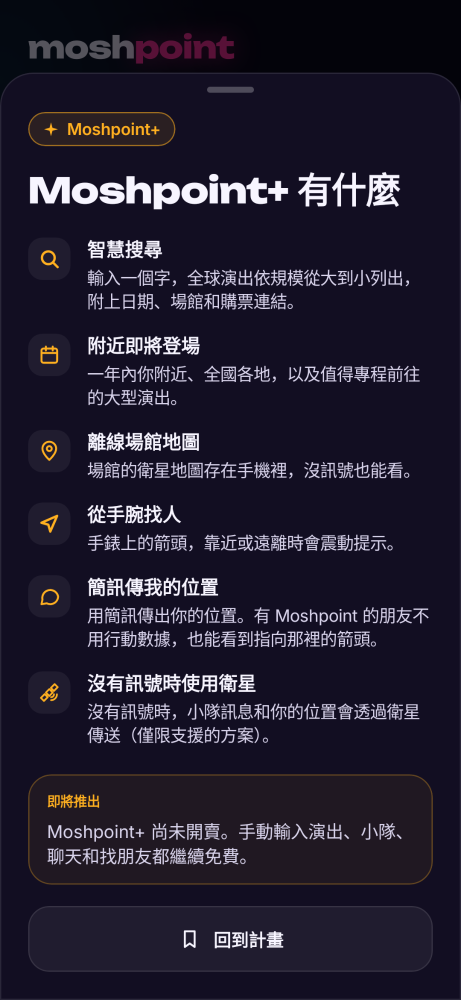 moshpoint
Moshpoint+
Moshpoint+ 有什麼
智慧搜尋
輸入一個字，全球演出依規模從大到小列出，
附上日期、場館和購票連結。
附近即將登場
一年內你附近、全國各地，以及值得專程前往
的大型演出。
離線場館地圖
場館的衛星地圖存在手機裡，沒訊號也能看。
從手腕找人
手錶上的箭頭，靠近或遠離時會震動提示。
簡訊傳我的位置
用簡訊傳出你的位置。有 Moshpoint 的朋友不
用行動數據，也能看到指向那裡的箭頭。
沒有訊號時使用衛星
沒有訊號時，小隊訊息和你的位置會透過衛星
傳送（僅限支援的方案）。
即將推出
Moshpoint+ 尚未開賣。手動輸入演出、小隊、
聊天和找朋友都繼續免費。
回到計畫